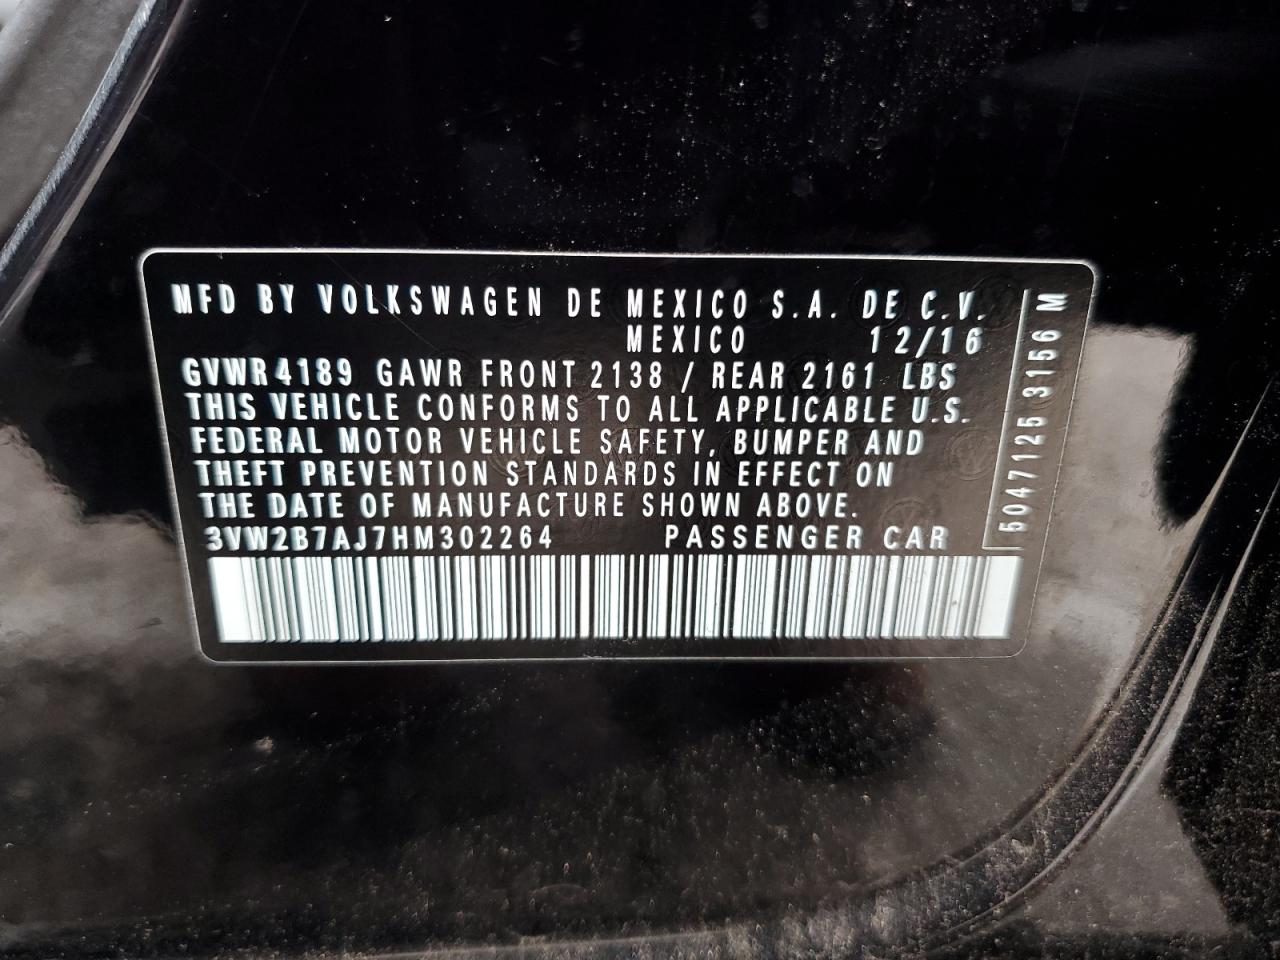 MFD BY VOLKSWAGEN DE MEXICO S.A. DE C.V.
MEXICO 12/16
GVWR 4189 GAWR FRONT 2138 / REAR 2161 LBS
THIS VEHICLE CONFORMS TO ALL APPLICABLE U.S.
FEDERAL MOTOR VEHICLE SAFETY, BUMPER AND
THEFT PREVENTION STANDARDS IN EFFECT ON
THE DATE OF MANUFACTURE SHOWN ABOVE.
3VW2B7AJ7HM302264 PASSENGER CAR
5047125 3156 M